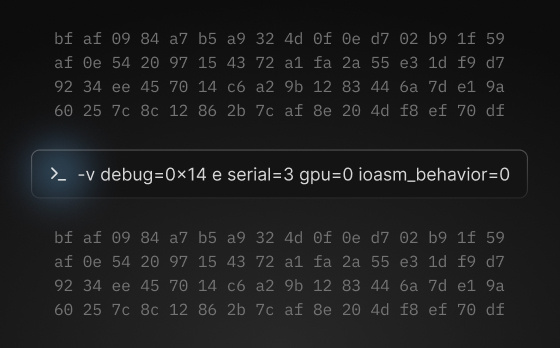 bf af 09 84 a7 b5 a9 32 4d 0f 0e d7 02 b9 1f 59
af 0e 54 20 97 15 43 72 a1 fa 2a 55 e3 1d f9 d7
92 34 ee 45 70 14 c6 a2 9b 12 83 44 6a 7d e1 9a
60 25 7c 8c 12 86 2b 7c af 8e 20 4d f8 ef 70 df
>_ -v debug=0×14 e serial=3 gpu=0 ioasm_behavior=0
bf af 09 84 a7 b5 a9 32 4d 0f 0e d7 02 b9 1f 59
af 0e 54 20 97 15 43 72 a1 fa 2a 55 e3 1d f9 d7
92 34 ee 45 70 14 c6 a2 9b 12 83 44 6a 7d e1 9a
60 25 7c 8c 12 86 2b 7c af 8e 20 4d f8 ef 70 df